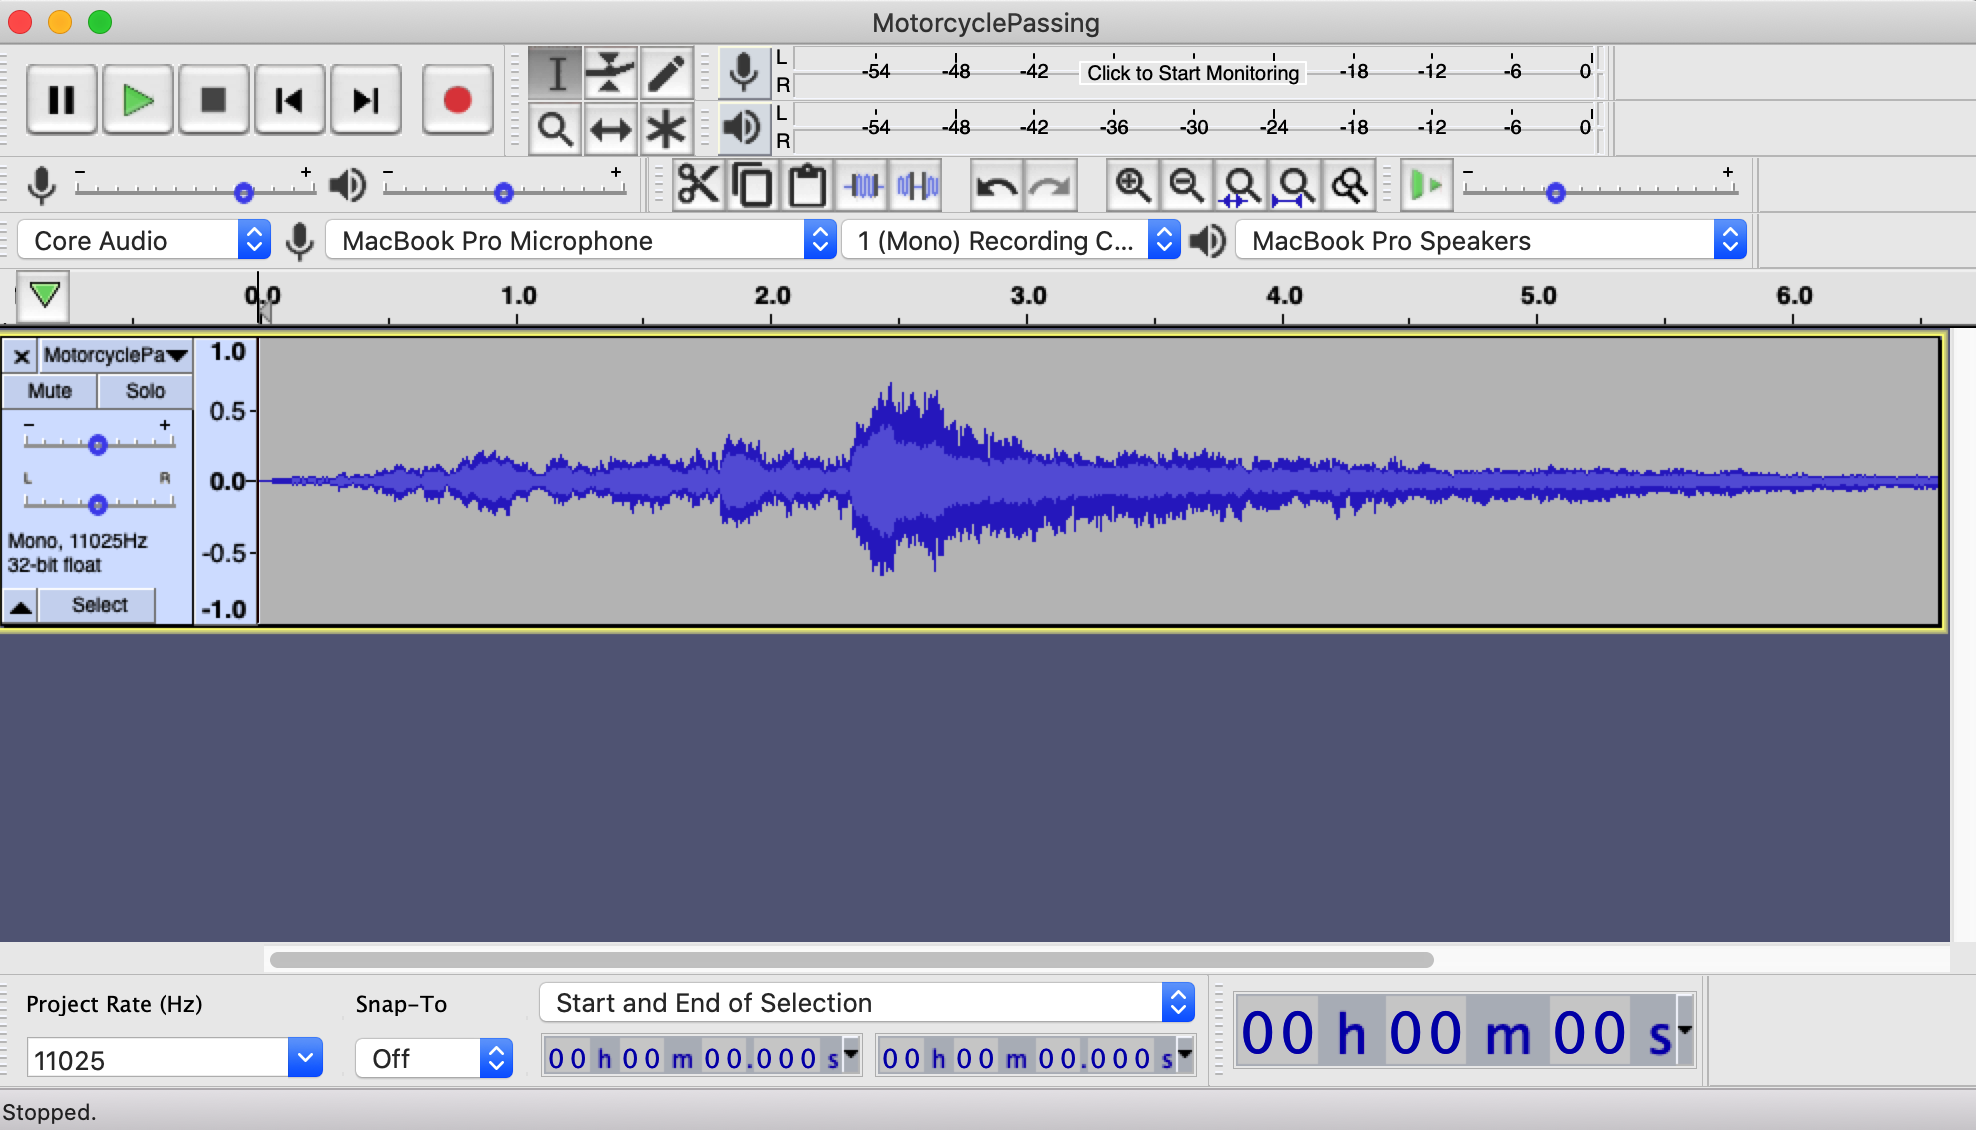 MotorcyclePassing
L
R
-54 -48 -42 Click to Start Monitoring -18 -12 -6 0
L
R
-54 -48 -42 -36 -30 -24 -18 -12 -6 0
- + - + - +
Core Audio MacBook Pro Microphone 1 (Mono) Recording C... MacBook Pro Speakers
0.0 1.0 2.0 3.0 4.0 5.0 6.0
MotorcyclePa 1.0
Mute Solo
0.5
- +
L R
0.0
Mono, 11025Hz
-0.5
32-bit float
Select -1.0
Project Rate (Hz) Snap-To Start and End of Selection
11025 Off 00 h 00 m 00.000 s 00 h 00 m 00.000 s 00 h 00 m 00 s
Stopped.